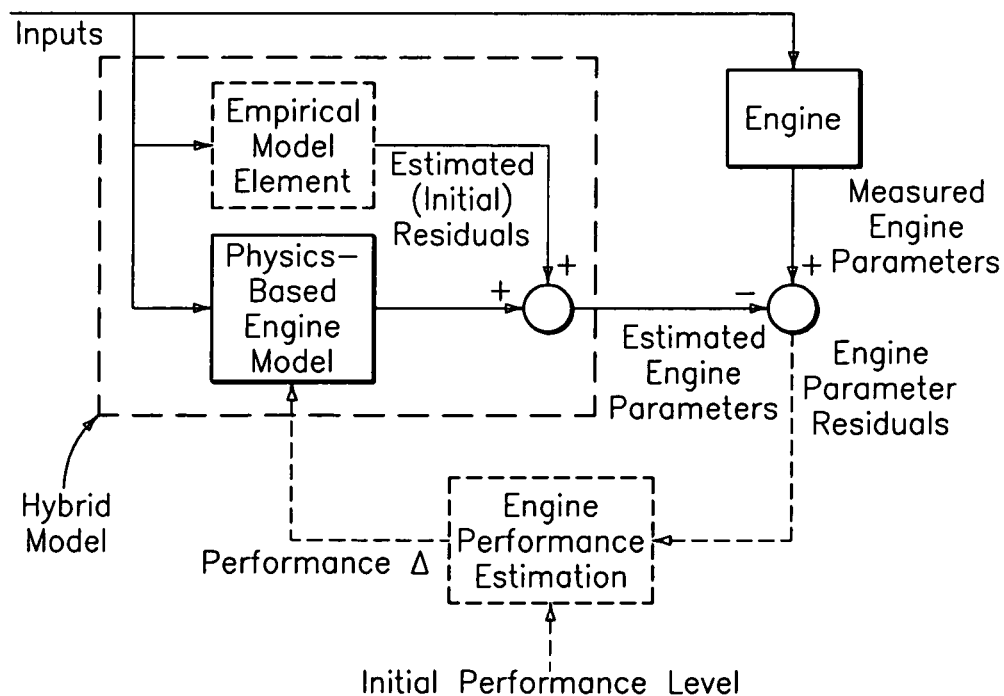 Inputs
Empirical
Model
Element
Estimated
(Initial)
Residuals
Engine
Measured
Engine
Parameters
Physics-
Based
Engine
Model
+
+
+
-
Estimated
Engine
Parameters
Engine
Parameter
Residuals
Hybrid
Model
Performance Δ
Engine
Performance
Estimation
Initial Performance Level